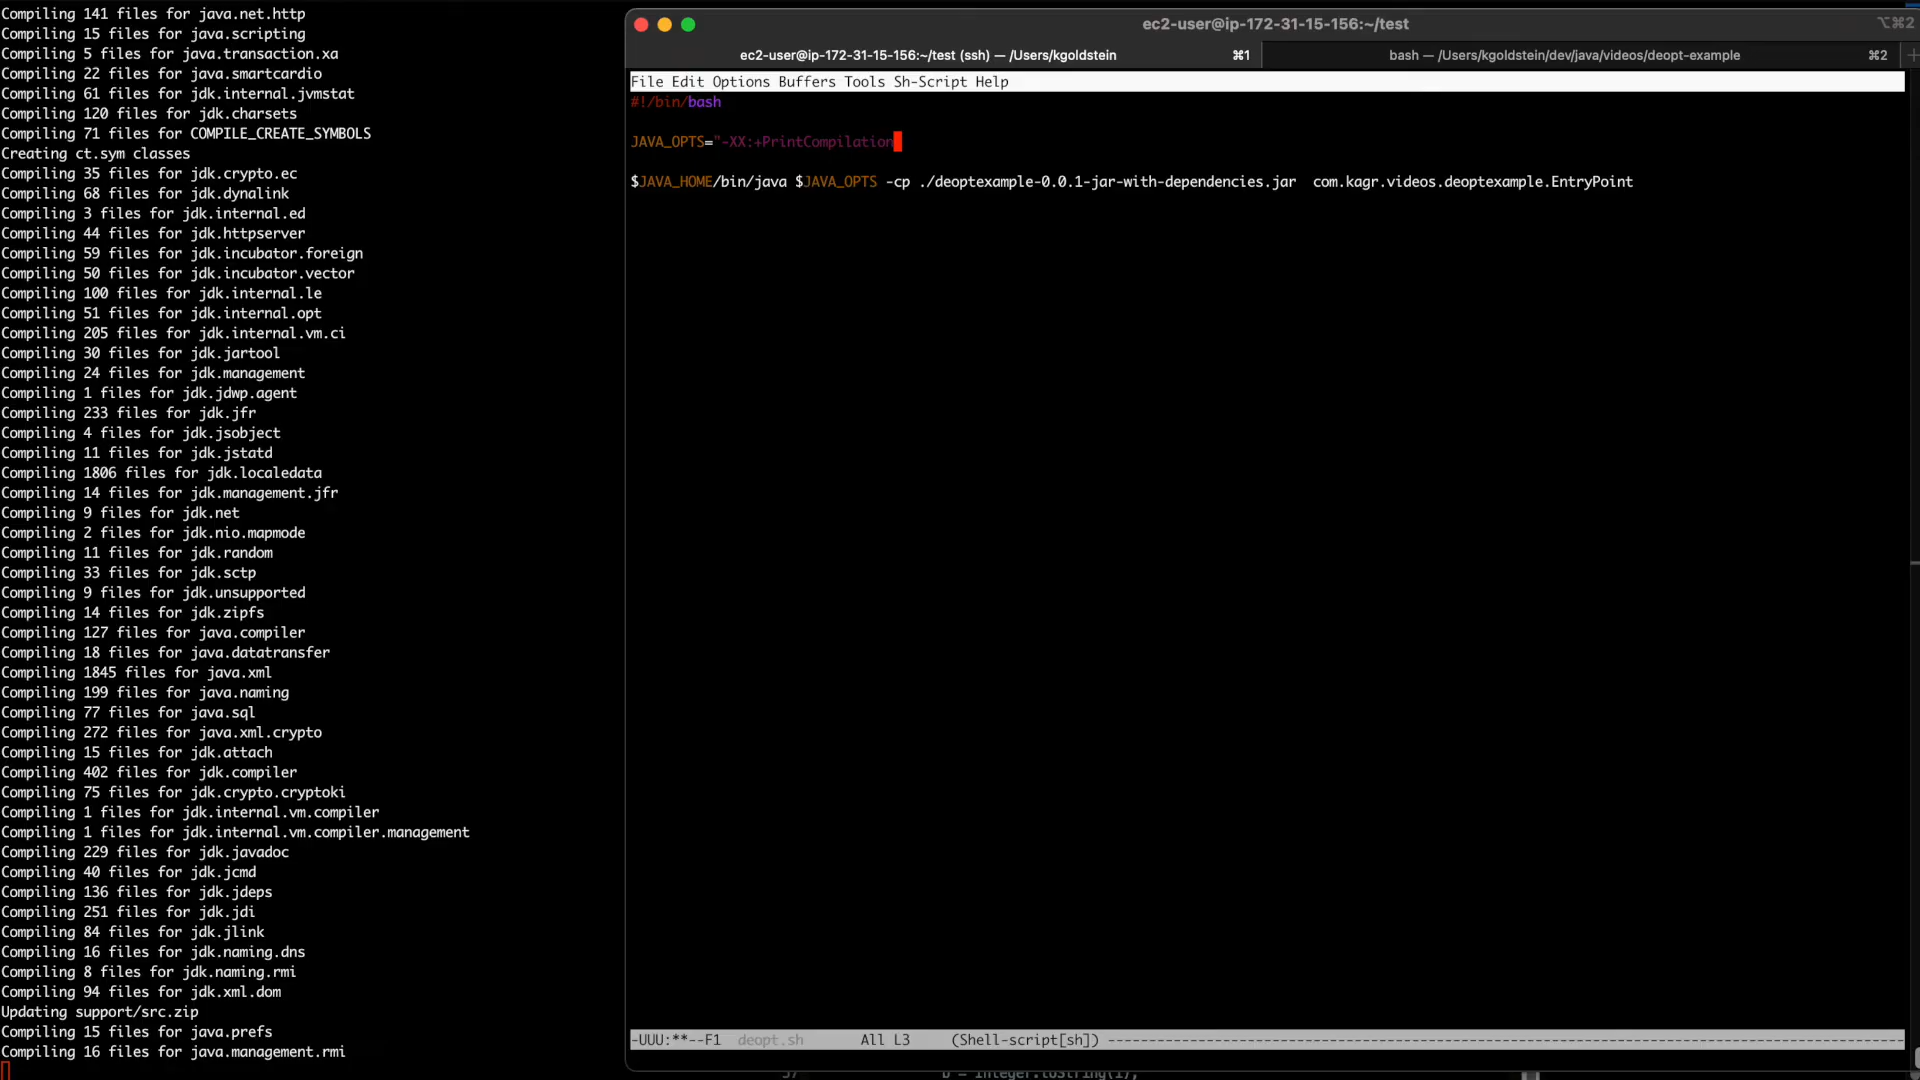 Compiling 141 files for java.net.http
Compiling 15 files for java.scripting
Compiling 5 files for java.transaction.xa
Compiling 22 files for java.smartcardio
Compiling 61 files for jdk.internal.jvmstat
Compiling 120 files for jdk.charsets
Compiling 71 files for COMPILE_CREATE_SYMBOLS
Creating ct.sym classes
Compiling 35 files for jdk.crypto.ec
Compiling 68 files for jdk.dynalink
Compiling 3 files for jdk.internal.ed
Compiling 44 files for jdk.httpserver
Compiling 59 files for jdk.incubator.foreign
Compiling 50 files for jdk.incubator.vector
Compiling 100 files for jdk.internal.le
Compiling 51 files for jdk.internal.opt
Compiling 205 files for jdk.internal.vm.ci
Compiling 30 files for jdk.jartool
Compiling 24 files for jdk.management
Compiling 1 files for jdk.jdwp.agent
Compiling 233 files for jdk.jfr
Compiling 4 files for jdk.jsobject
Compiling 11 files for jdk.jstatd
Compiling 1806 files for jdk.localedata
Compiling 14 files for jdk.management.jfr
Compiling 9 files for jdk.net
Compiling 2 files for jdk.nio.mapmode
Compiling 11 files for jdk.random
Compiling 33 files for jdk.sctp
Compiling 9 files for jdk.unsupported
Compiling 14 files for jdk.zipfs
Compiling 127 files for java.compiler
Compiling 18 files for java.datatransfer
Compiling 1845 files for java.xml
Compiling 199 files for java.naming
Compiling 77 files for java.sql
Compiling 272 files for java.xml.crypto
Compiling 15 files for jdk.attach
Compiling 402 files for jdk.compiler
Compiling 75 files for jdk.crypto.cryptoki
Compiling 1 files for jdk.internal.vm.compiler
Compiling 1 files for jdk.internal.vm.compiler.management
Compiling 229 files for jdk.javadoc
Compiling 40 files for jdk.jcmd
Compiling 136 files for jdk.jdeps
Compiling 251 files for jdk.jdi
Compiling 84 files for jdk.jlink
Compiling 16 files for jdk.naming.dns
Compiling 8 files for jdk.naming.rmi
Compiling 94 files for jdk.xml.dom
Updating support/src.zip
Compiling 15 files for java.prefs
Compiling 16 files for java.management.rmi
ec2-user@ip-172-31-15-156:~/test ⌥⌘2
ec2-user@ip-172-31-15-156:~/test (ssh) — /Users/kgoldstein ⌘1
bash — /Users/kgoldstein/dev/java/videos/deopt-example ⌘2
File Edit Options Buffers Tools Sh-Script Help
#!/bin/bash
JAVA_OPTS="-XX:+PrintCompilation
$JAVA_HOME/bin/java $JAVA_OPTS -cp ./deoptexample-0.0.1-jar-with-dependencies.jar  com.kagr.videos.deoptexample.EntryPoint
-UUU:**--F1  deopt.sh       All L3     (Shell-script[sh])